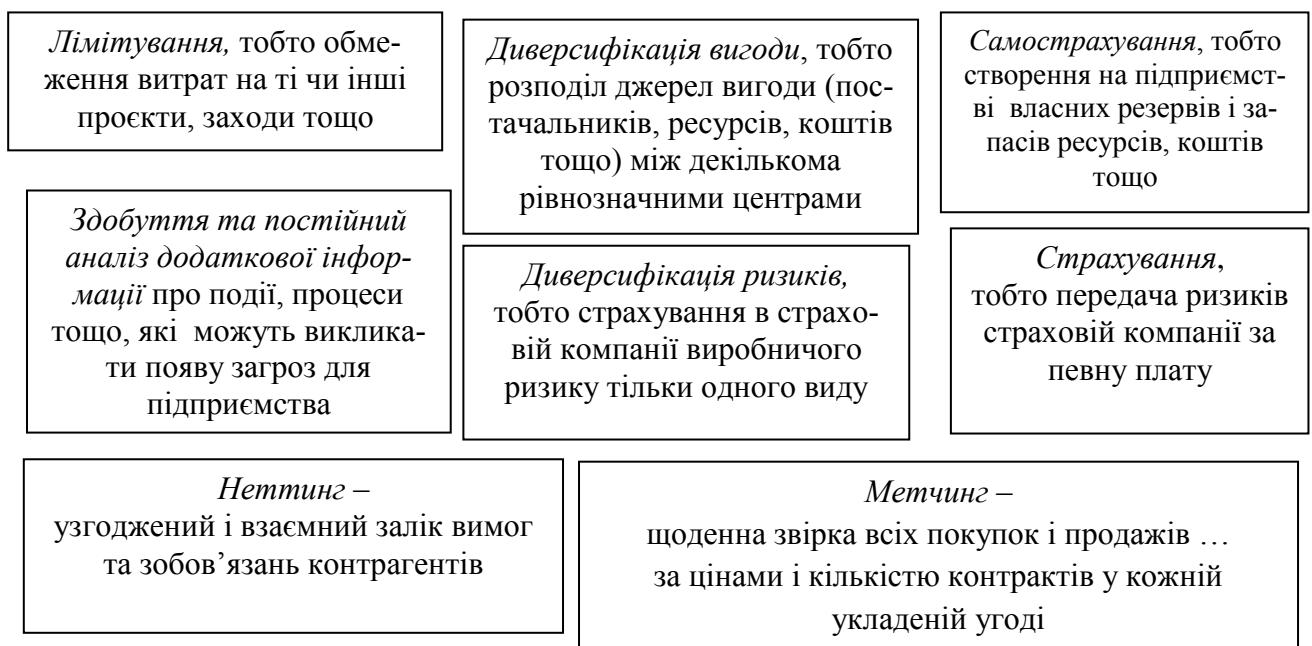 Лімітування, тобто обме-
ження витрат на ті чи інші
проєкти, заходи тощо
Диверсифікація вигоди, тобто
розподіл джерел вигоди (пос-
тачальників, ресурсів, коштів
тощо) між декількома
рівнозначними центрами
Самострахування, тобто
створення на підприємст-
ві власних резервів і за-
пасів ресурсів, коштів
тощо
Здобуття та постійний
аналіз додаткової інфор-
мації про події, процеси
тощо, які можуть виклика-
ти появу загроз для
підприємства
Диверсифікація ризиків,
тобто страхування в страхо-
вій компанії виробничого
ризику тільки одного виду
Страхування,
тобто передача ризиків
страховій компанії за
певну плату
Неттинг –
узгоджений і взаємний залік вимог
та зобов’язань контрагентів
Метчинг –
щоденна звірка всіх покупок і продажів …
за цінами і кількістю контрактів у кожній
укладеній угоді